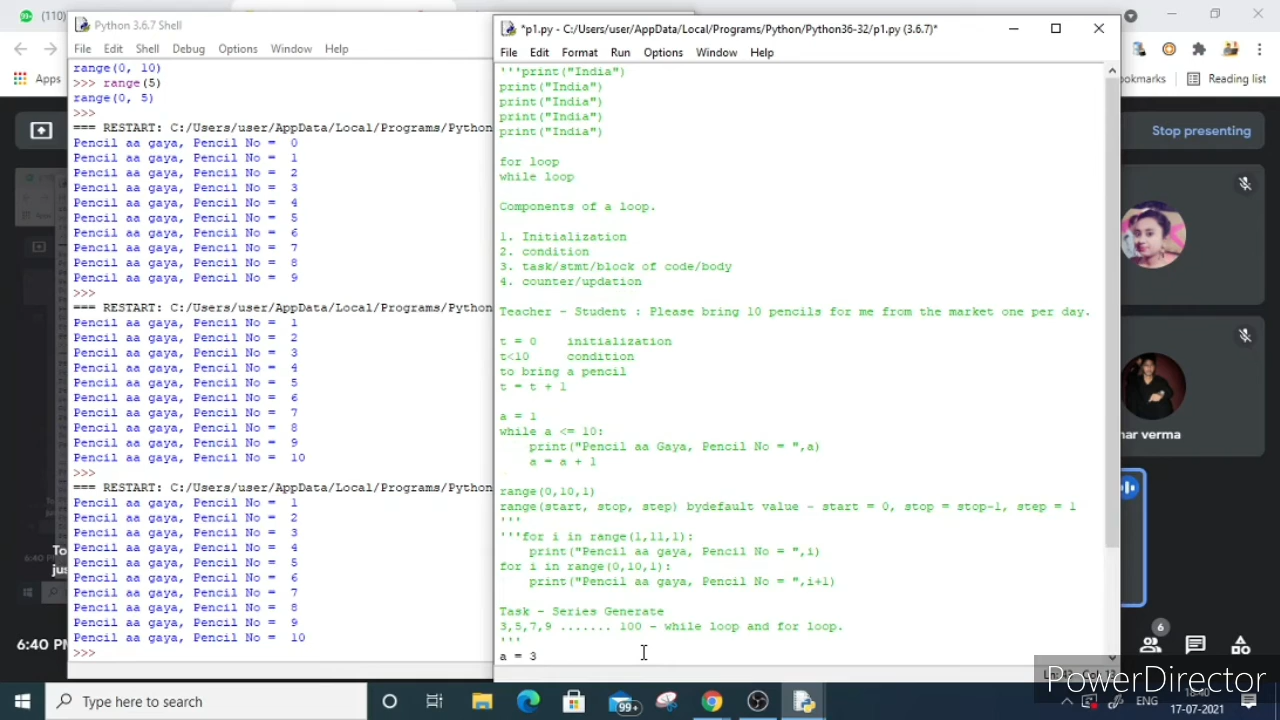 (110)
Python 3.6.7 Shell
File Edit Shell Debug Options Window Help
Apps
range(0, 10)
>>> range(5)
range(0, 5)
>>>
=== RESTART: C:/Users/user/AppData/Local/Programs/Python
Pencil aa gaya, Pencil No =  0
Pencil aa gaya, Pencil No =  1
Pencil aa gaya, Pencil No =  2
Pencil aa gaya, Pencil No =  3
Pencil aa gaya, Pencil No =  4
Pencil aa gaya, Pencil No =  5
Pencil aa gaya, Pencil No =  6
Pencil aa gaya, Pencil No =  7
Pencil aa gaya, Pencil No =  8
Pencil aa gaya, Pencil No =  9
>>>
=== RESTART: C:/Users/user/AppData/Local/Programs/Python
Pencil aa gaya, Pencil No =  1
Pencil aa gaya, Pencil No =  2
Pencil aa gaya, Pencil No =  3
Pencil aa gaya, Pencil No =  4
Pencil aa gaya, Pencil No =  5
Pencil aa gaya, Pencil No =  6
Pencil aa gaya, Pencil No =  7
Pencil aa gaya, Pencil No =  8
Pencil aa gaya, Pencil No =  9
Pencil aa gaya, Pencil No =  10
>>>
=== RESTART: C:/Users/user/AppData/Local/Programs/Python
Pencil aa gaya, Pencil No =  1
Pencil aa gaya, Pencil No =  2
Pencil aa gaya, Pencil No =  3
Pencil aa gaya, Pencil No =  4
Pencil aa gaya, Pencil No =  5
Pencil aa gaya, Pencil No =  6
Pencil aa gaya, Pencil No =  7
Pencil aa gaya, Pencil No =  8
Pencil aa gaya, Pencil No =  9
Pencil aa gaya, Pencil No =  10
>>>
*p1.py - C:/Users/user/AppData/Local/Programs/Python/Python36-32/p1.py (3.6.7)*
File Edit Format Run Options Window Help
'''print("India")
print("India")
print("India")
print("India")
print("India")
for loop
while loop
Components of a loop.
1. Initialization
2. condition
3. task/stmt/block of code/body
4. counter/updation
Teacher - Student : Please bring 10 pencils for me from the market one per day.
t = 0    initialization
t<10     condition
to bring a pencil
t = t + 1
a = 1
while a <= 10:
    print("Pencil aa Gaya, Pencil No = ",a)
    a = a + 1
range(0,10,1)
range(start, stop, step) bydefault value - start = 0, stop = stop-1, step = 1
'''
'''for i in range(1,11,1):
    print("Pencil aa gaya, Pencil No = ",i)
for i in range(0,10,1):
    print("Pencil aa gaya, Pencil No = ",i+1)
Task - Series Generate
3,5,7,9 ....... 100 - while loop and for loop.
'''
a = 3
ookmarks
Reading list
Stop presenting
nar verma
6
6:40 P
6:40 PM
PowerDirector
Type here to search
99+
ENG
17-07-2021